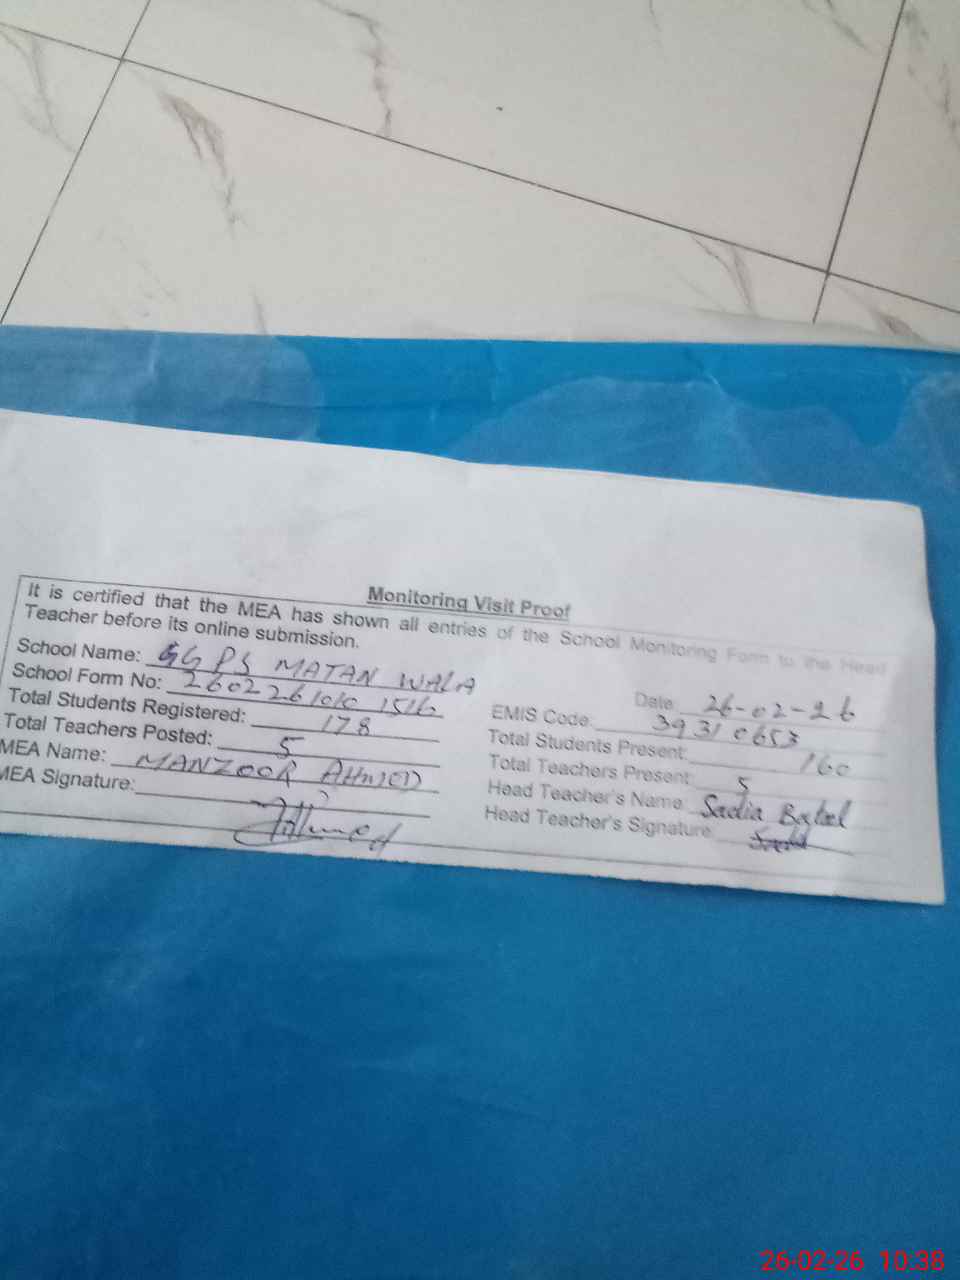 Monitoring Visit Proof
It is certified that the MEA has shown all entries of the School Monitoring Form to the Head
Teacher before its online submission.
School Name: GGPS MATAN WALA
Date 26-02-26
School Form No:
EMIS Code: 39310653
Total Students Registered: 178
Total Students Present: 160
Total Teachers Posted: 5
Total Teachers Present: 5
MEA Name: MANZOOR AHMED
Head Teacher's Name Sadia
MEA Signature:
Head Teacher's Signature
26-02-26 10:38